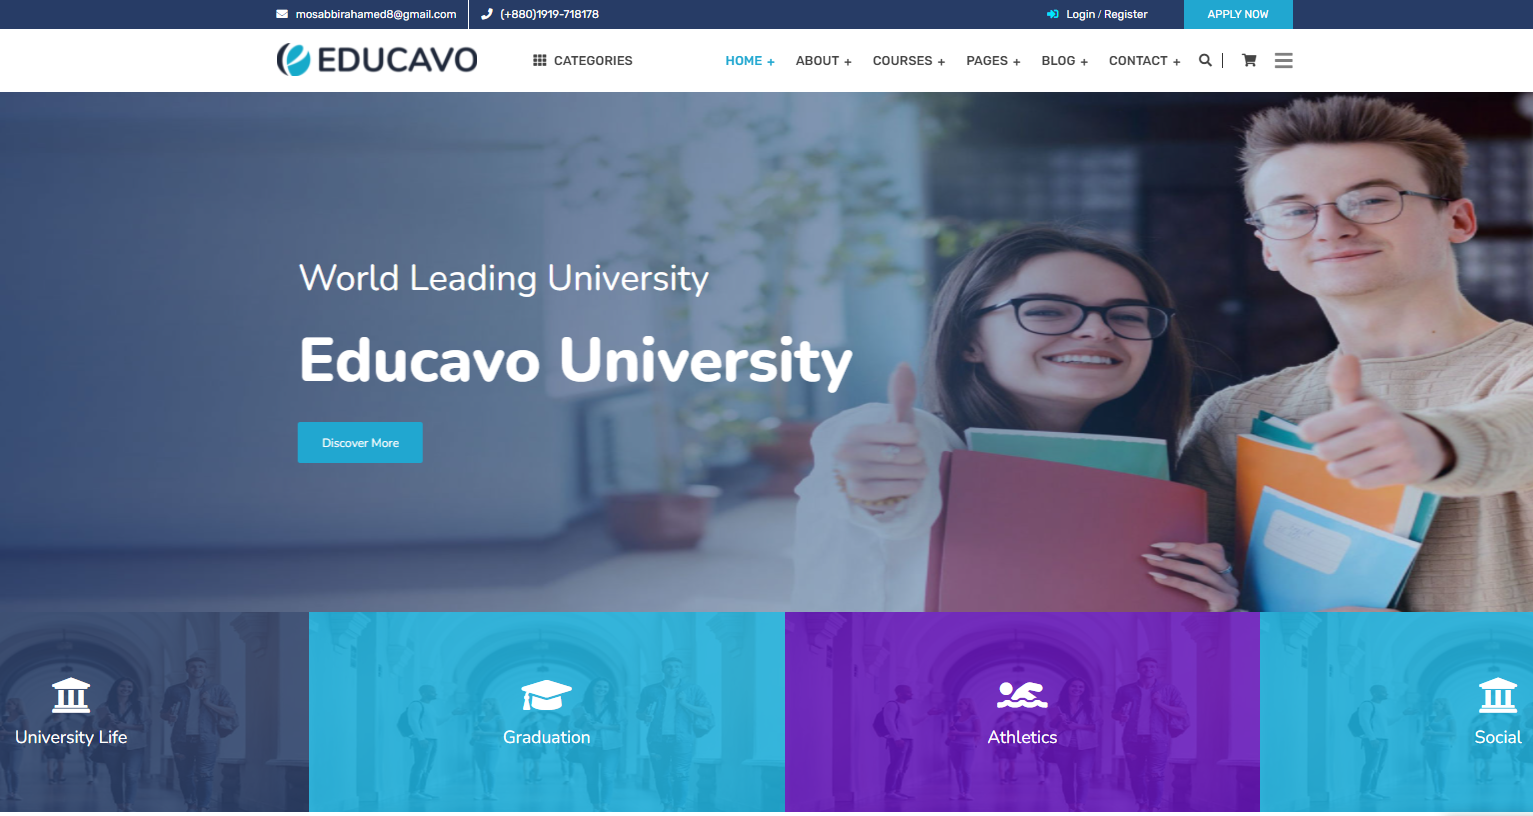 mosabbirahamed8@gmail.com
(+880)1919-718178
Login / Register
APPLY NOW
EDUCAVO
CATEGORIES
HOME +
ABOUT +
COURSES +
PAGES +
BLOG +
CONTACT +
World Leading University
Educavo University
Discover More
University Life
Graduation
Athletics
Social